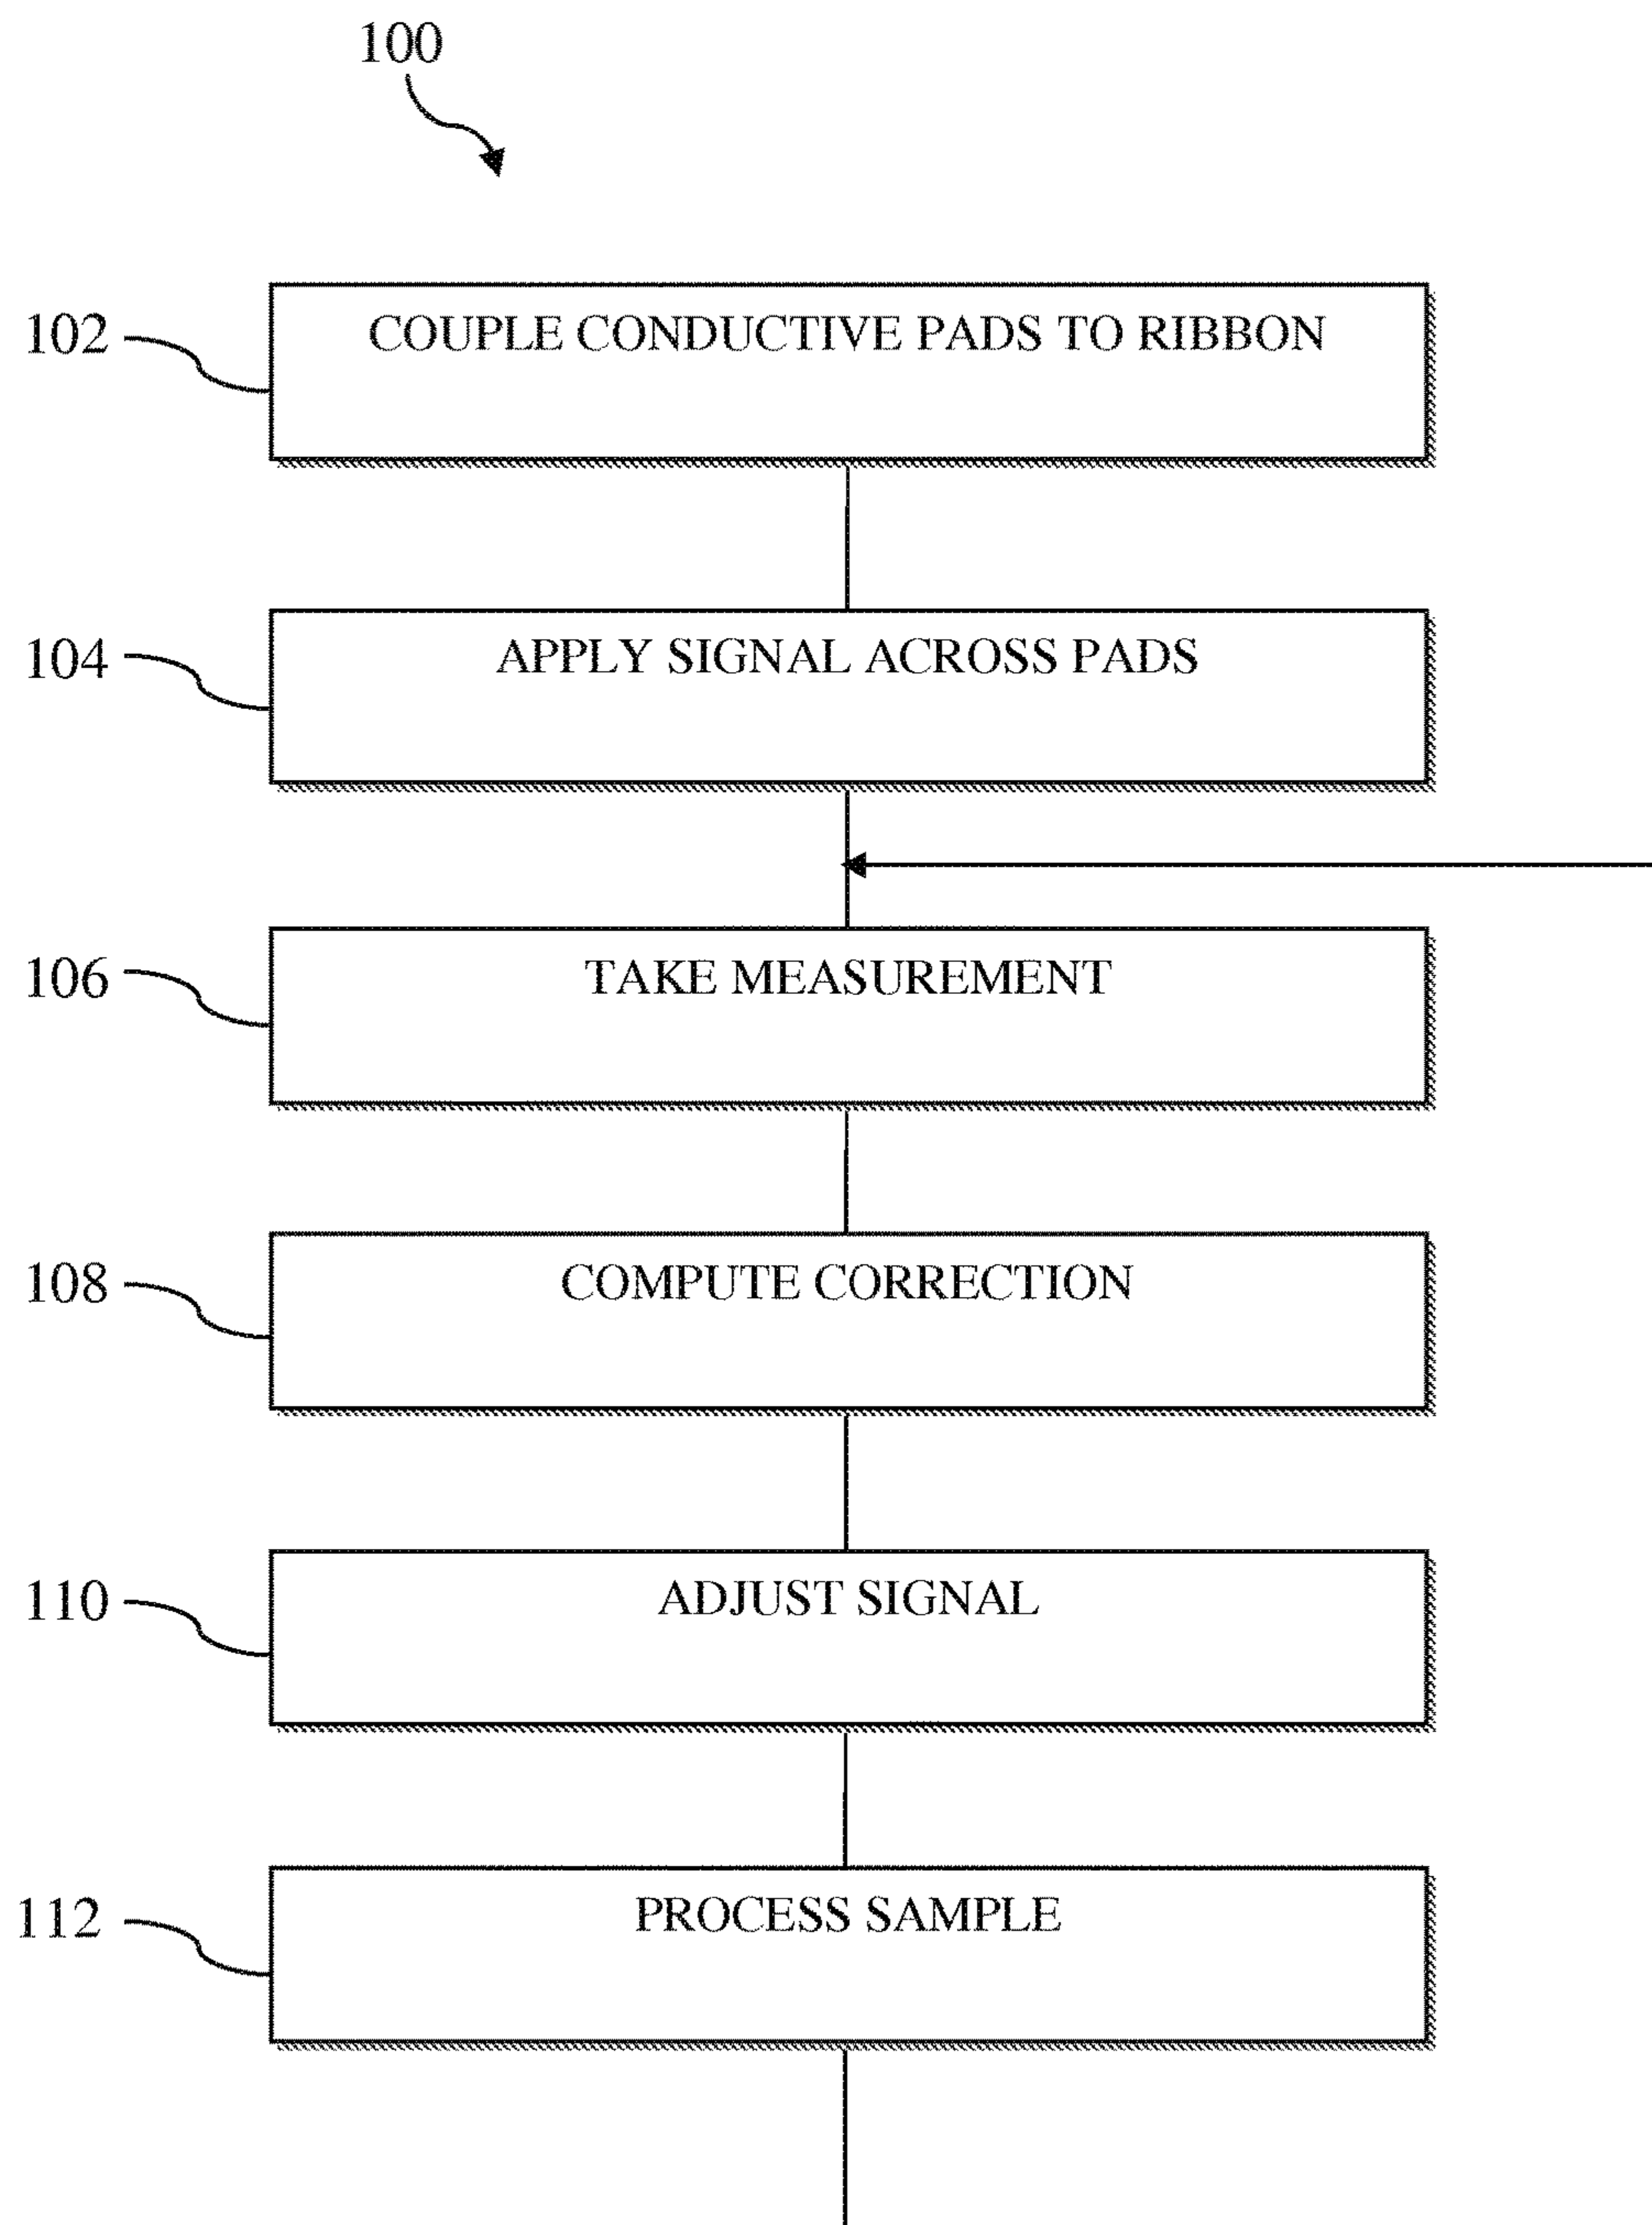 100
102 COUPLE CONDUCTIVE PADS TO RIBBON
104 APPLY SIGNAL ACROSS PADS
106 TAKE MEASUREMENT
108 COMPUTE CORRECTION
110 ADJUST SIGNAL
112 PROCESS SAMPLE